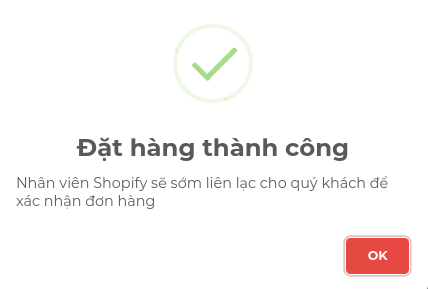 Đặt hàng thành công
Nhân viên Shopify sẽ sớm liên lạc cho quý khách để
xác nhận đơn hàng
OK